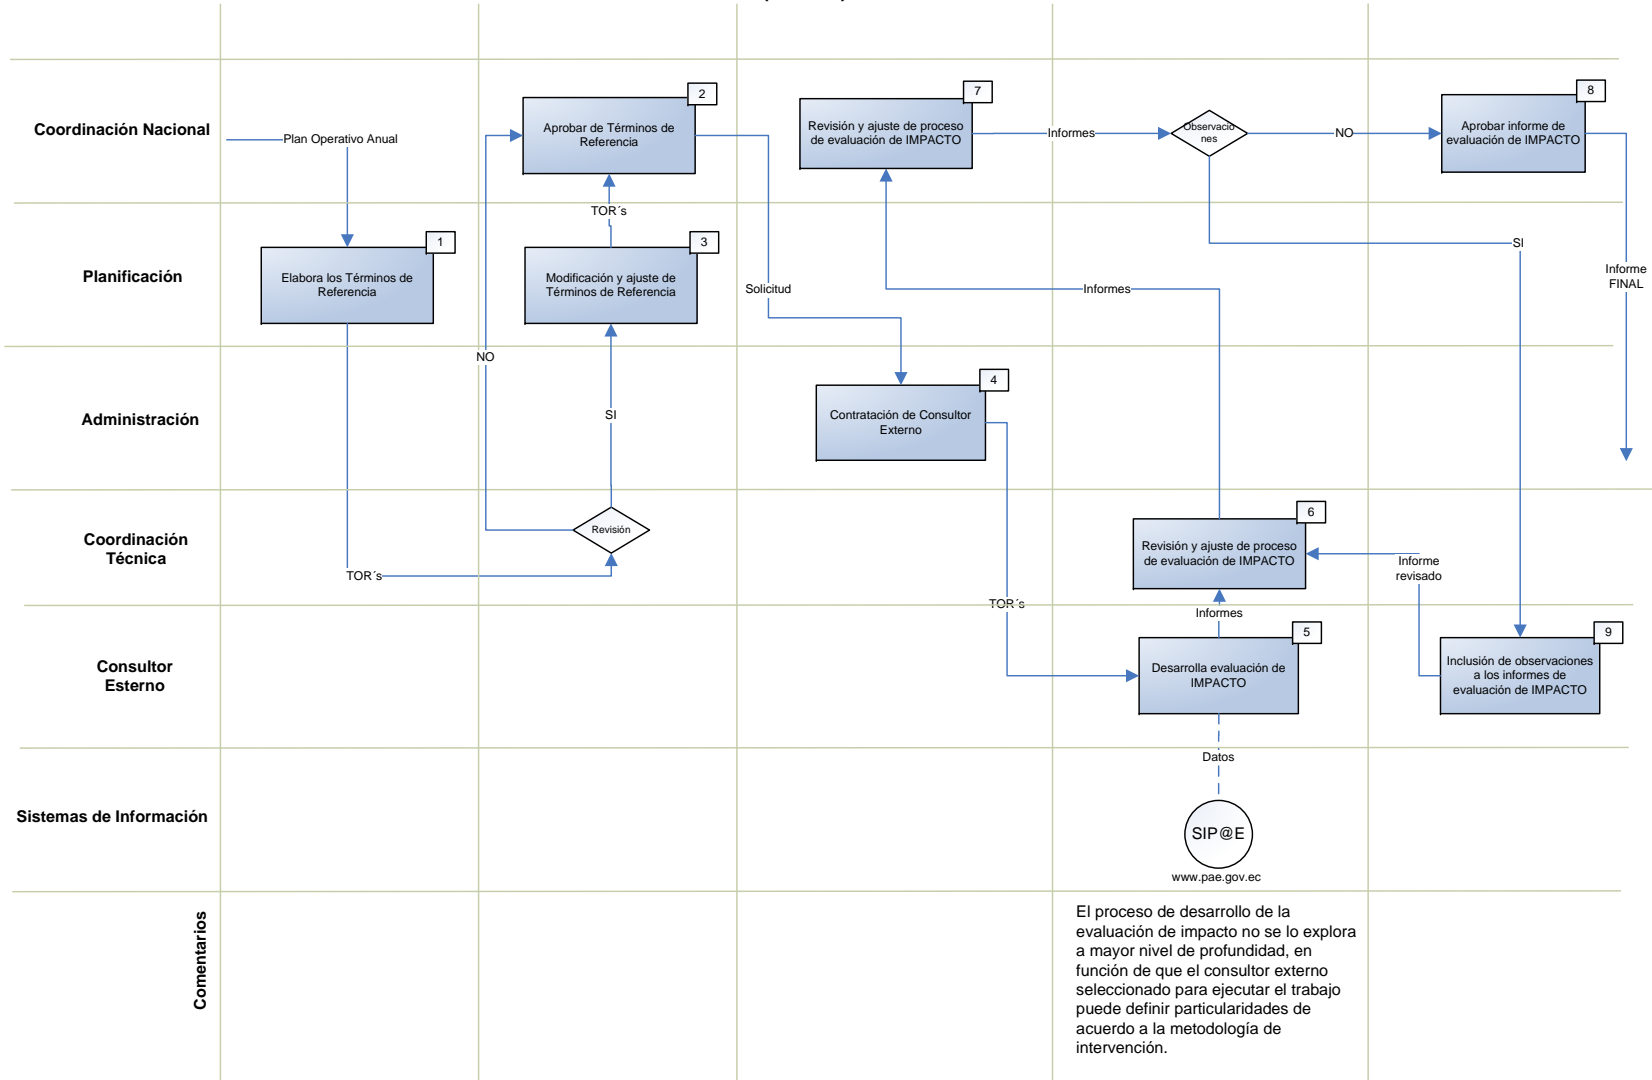 Coordinación Nacional
Plan Operativo Anual
2
Aprobar de Términos de
Referencia
7
Revisión y ajuste de proceso
de evaluación de IMPACTO
Informes
Observacio
nes
NO
8
Aprobar informe de
evaluación de IMPACTO
TOR´s
Planificación
1
Elabora los Términos de
Referencia
3
Modificación y ajuste de
Términos de Referencia
Solicitud
Informes
SI
Informe
FINAL
NO
Administración
SI
4
Contratación de Consultor
Externo
Coordinación
Técnica
TOR´s
Revisión
6
Revisión y ajuste de proceso
de evaluación de IMPACTO
Informe
revisado
TOR´s
Informes
Consultor
Esterno
5
Desarrolla evaluación de
IMPACTO
9
Inclusión de observaciones
a los informes de
evaluación de IMPACTO
Datos
Sistemas de Información
SIP@E
www.pae.gov.ec
Comentarios
El proceso de desarrollo de la
evaluación de impacto no se lo explora
a mayor nivel de profundidad, en
función de que el consultor externo
seleccionado para ejecutar el trabajo
puede definir particularidades de
acuerdo a la metodología de
intervención.